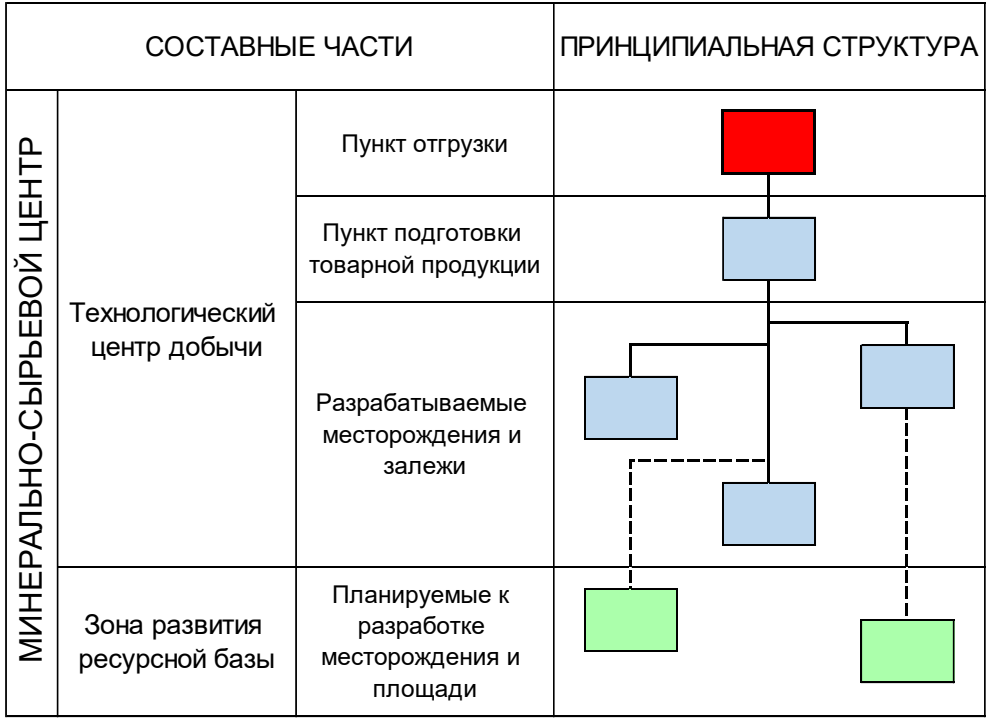 СОСТАВНЫЕ ЧАСТИ
ПРИНЦИПИАЛЬНАЯ СТРУКТУРА
МИНЕРАЛЬНО-СЫРЬЕВОЙ ЦЕНТР
Технологический
центр добычи
Пункт отгрузки
Пункт подготовки
товарной продукции
Разрабатываемые
месторождения и
залежи
Зона развития
ресурсной базы
Планируемые к
разработке
месторождения и
площади